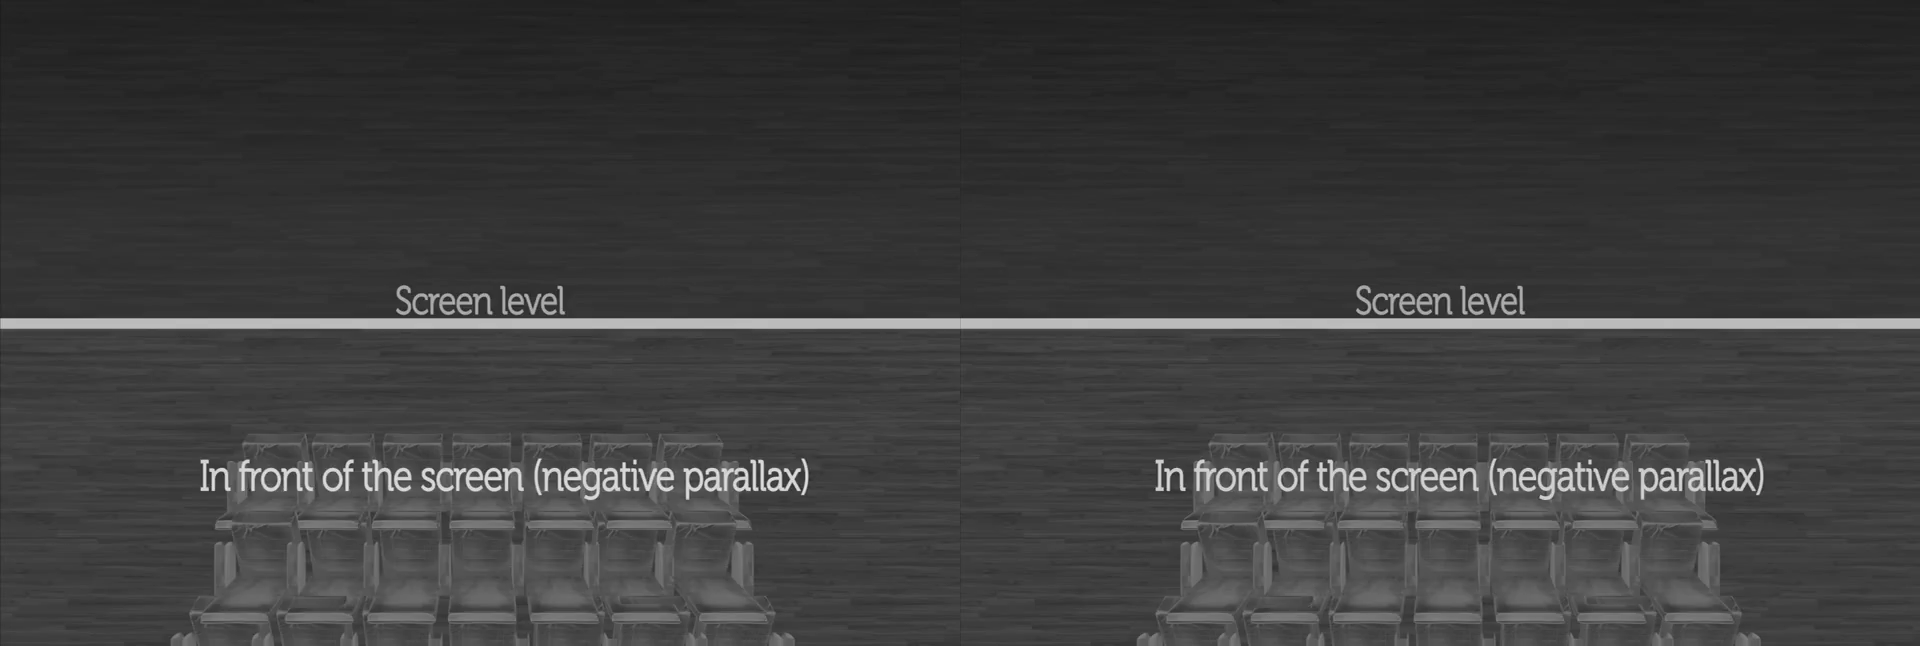 Screen level
Screen level
In front of the screen (negative parallax)
In front of the screen (negative parallax)